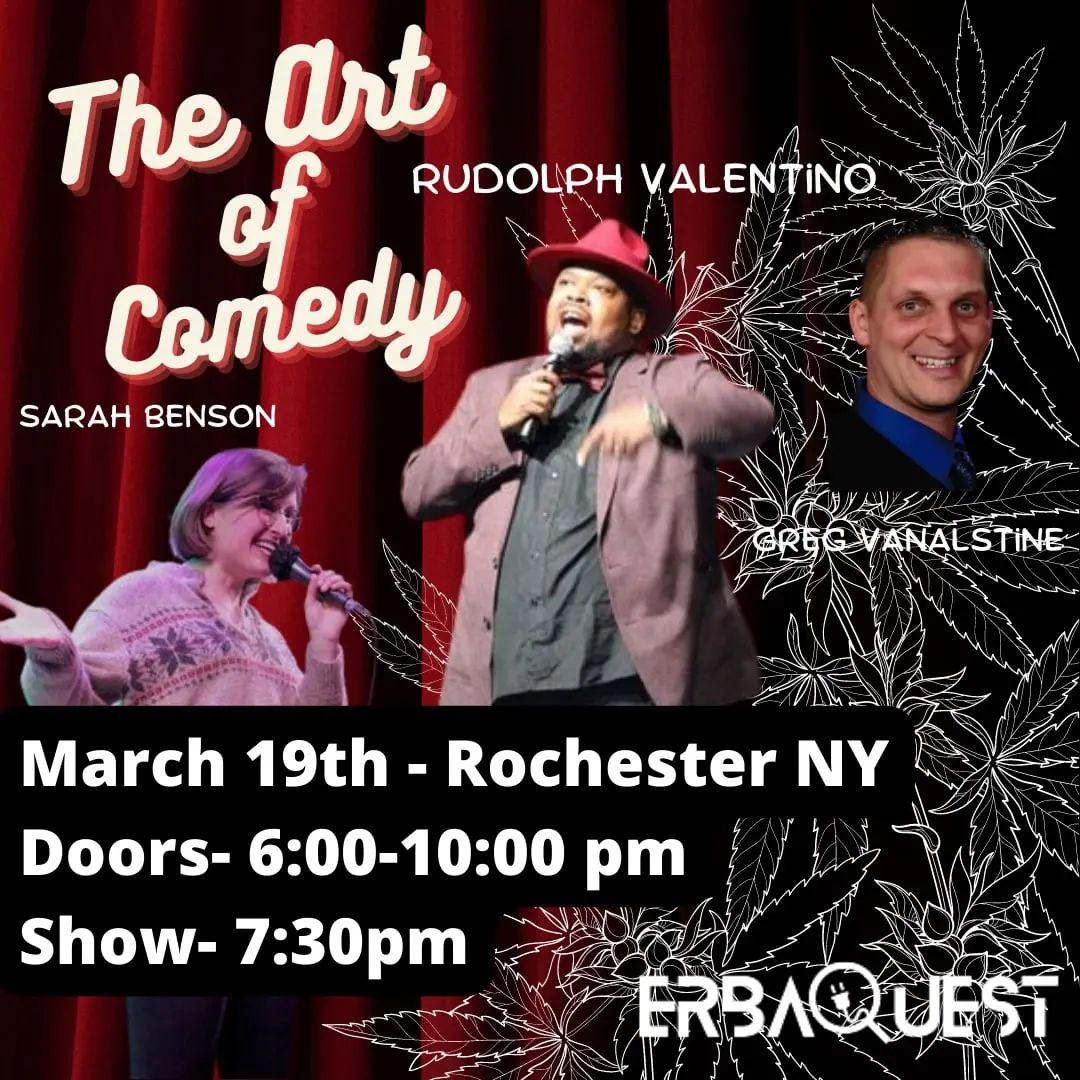 The Art
of
Comedy
RUDOLPH VALENTiNO
SARAH BENSON
GREG VANALSTiNE
March 19th - Rochester NY
Doors- 6:00-10:00 pm
Show- 7:30pm
ERBAQUEST